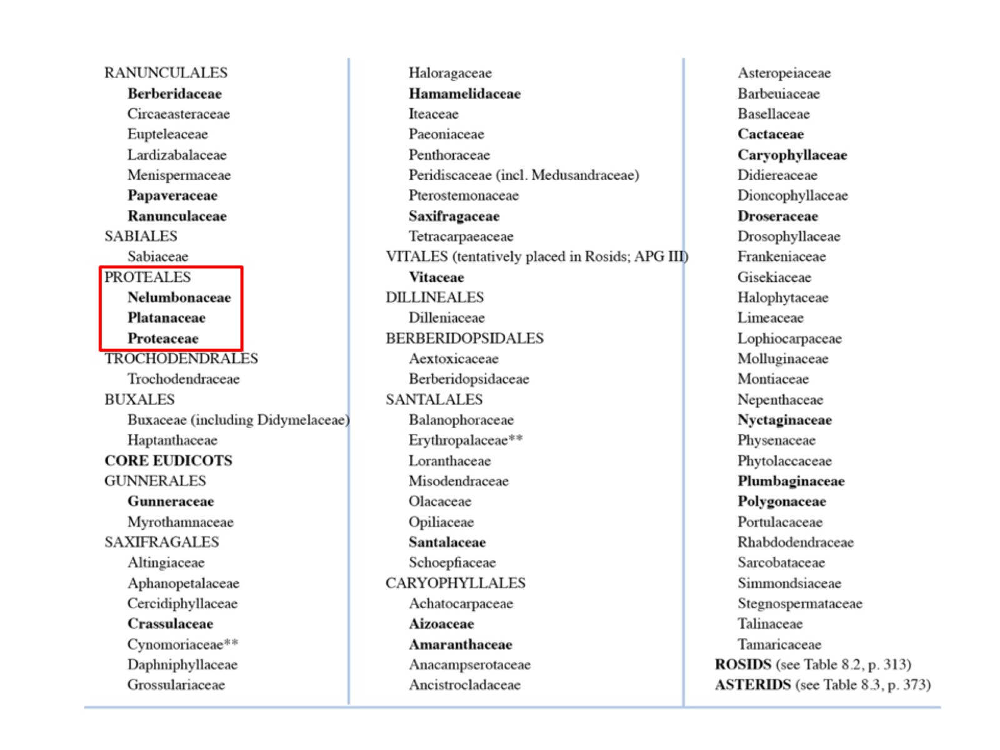 RANUNCULALES
Berberidaceae
Circaeasteraceae
Eupteleaceae
Lardizabalaceae
Menispermaceae
Papaveraceae
Ranunculaceae
SABIALES
Sabiaceae
PROTEALES
Nelumbonaceae
Platanaceae
Proteaceae
TROCHODENDRALES
Trochodendraceae
BUXALES
Buxaceae (including Didymelaceae)
Haptanthaceae
CORE EUDICOTS
GUNNERALES
Gunneraceae
Myrothamnaceae
SAXIFRAGALES
Altingiaceae
Aphanopetalaceae
Cercidiphyllaceae
Crassulaceae
Cynomoriaceae**
Daphniphyllaceae
Grossulariaceae
Haloragaceae
Hamamelidaceae
Iteaceae
Paeoniaceae
Penthoraceae
Peridiscaceae (incl. Medusandraceae)
Pterostemonaceae
Saxifragaceae
Tetracarpaeaceae
VITALES (tentatively placed in Rosids; APG III)
Vitaceae
DILLINEALES
Dilleniaceae
BERBERIDOPSIDALES
Aextoxicaceae
Berberidopsidaceae
SANTALALES
Balanophoraceae
Erythropalaceae**
Loranthaceae
Misodendraceae
Olacaceae
Opiliaceae
Santalaceae
Schoepfiaceae
CARYOPHYLLALES
Achatocarpaceae
Aizoaceae
Amaranthaceae
Anacampserotaceae
Ancistrocladaceae
Asteropeiaceae
Barbeuiaceae
Basellaceae
Cactaceae
Caryophyllaceae
Didiereaceae
Dioncophyllaceae
Droseraceae
Drosophyllaceae
Frankeniaceae
Gisekiaceae
Halophytaceae
Limeaceae
Lophiocarpaceae
Molluginaceae
Montiaceae
Nepenthaceae
Nyctaginaceae
Physenaceae
Phytolaccaceae
Plumbaginaceae
Polygonaceae
Portulacaceae
Rhabdodendraceae
Sarcobataceae
Simmondsiaceae
Stegnospermataceae
Talinaceae
Tamaricaceae
ROSIDS (see Table 8.2, p. 313)
ASTERIDS (see Table 8.3, p. 373)